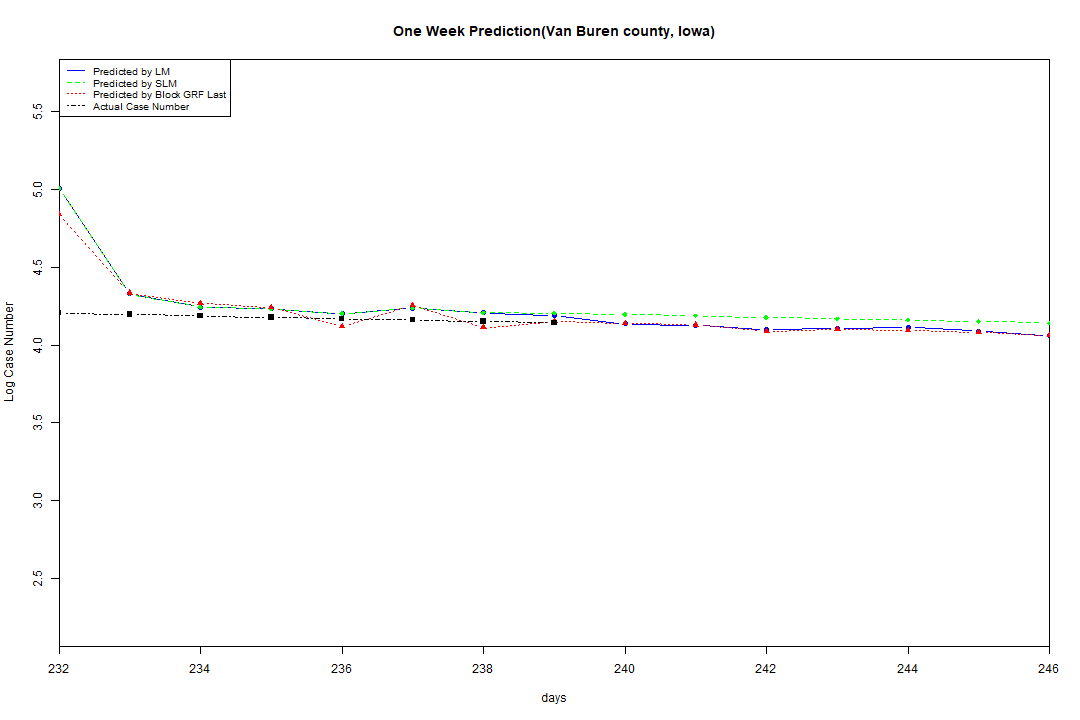 One Week Prediction(Van Buren county, Iowa)
Predicted by LM
Predicted by SLM
Predicted by Block GRF Last
Actual Case Number
5.5
5.0
4.5
4.0
3.5
3.0
2.5
Log Case Number
232 234 236 238 240 242 244 246
days